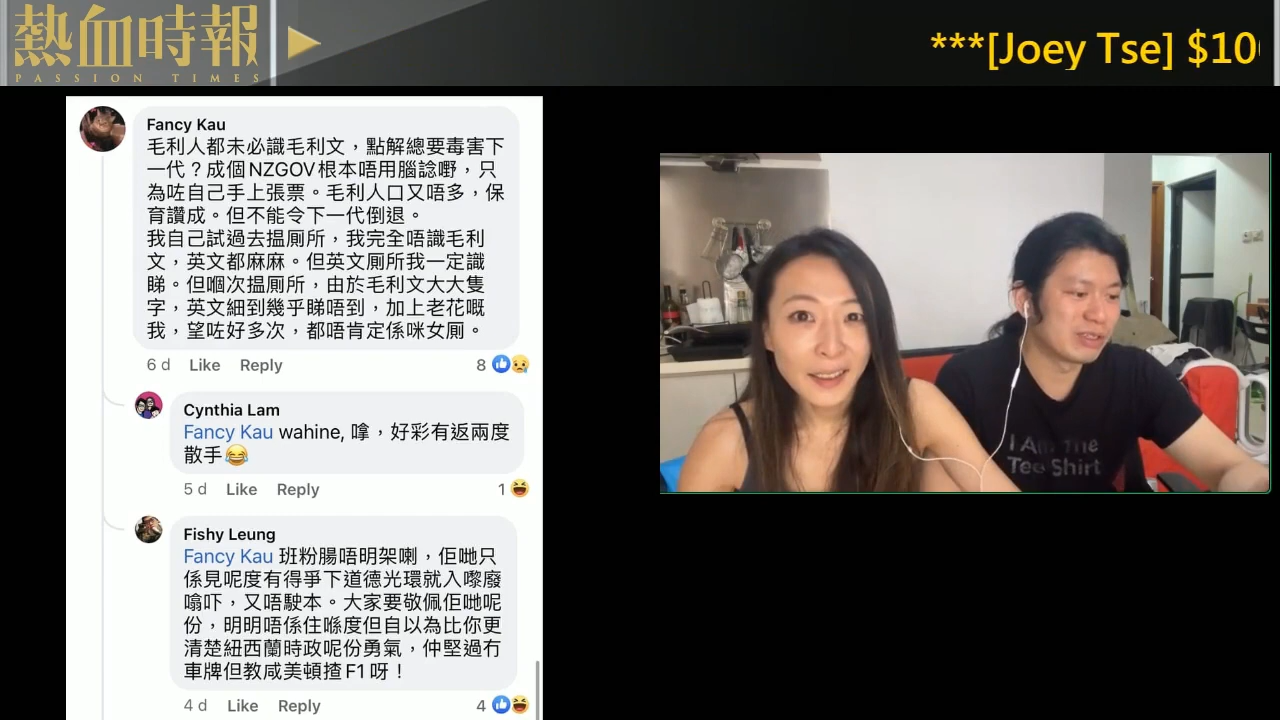 熱血時報
PASSION TIMES
***[Joey Tse] $10
Fancy Kau
毛利人都未必識毛利文，點解總要毒害下
一代？成個NZGOV根本唔用腦諗嘢，只
為咗自己手上張票。毛利人口又唔多，保
育讚成。但不能令下一代倒退。
我自己試過去搵厠所，我完全唔識毛利
文，英文都麻麻。但英文厠所我一定識
睇。但嗰次搵厠所，由於毛利文大大隻
字，英文細到幾乎睇唔到，加上老花嘅
我，望咗好多次，都唔肯定係咪女厠。
6 d Like Reply 8
Cynthia Lam
Fancy Kau wahine, 嗱，好彩有返兩度
散手😂
5 d Like Reply 1
Fishy Leung
Fancy Kau 班粉腸唔明架喇，佢哋只
係見呢度有得爭下道德光環就入嚟廢
噏吓，又唔駛本。大家要敬佩佢哋呢
份，明明唔係住喺度但自以為比你更
清楚紐西蘭時政呢份勇氣，仲堅過冇
車牌但教咸美頓揸F1呀！
4 d Like Reply 4
I Am The
Tee Shirt